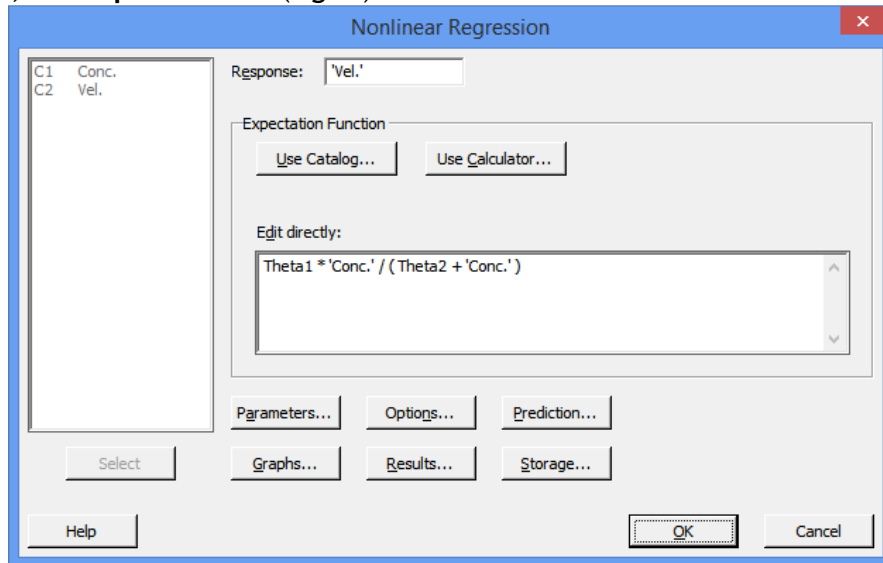 Nonlinear Regression
C1 Conc.
C2 Vel.
Response: 'Vel.'
Expectation Function
Use Catalog... Use Calculator...
Edit directly:
Theta1 * 'Conc.' / ( Theta2 + 'Conc.' )
Parameters... Options... Prediction...
Select Graphs... Results... Storage...
Help OK Cancel